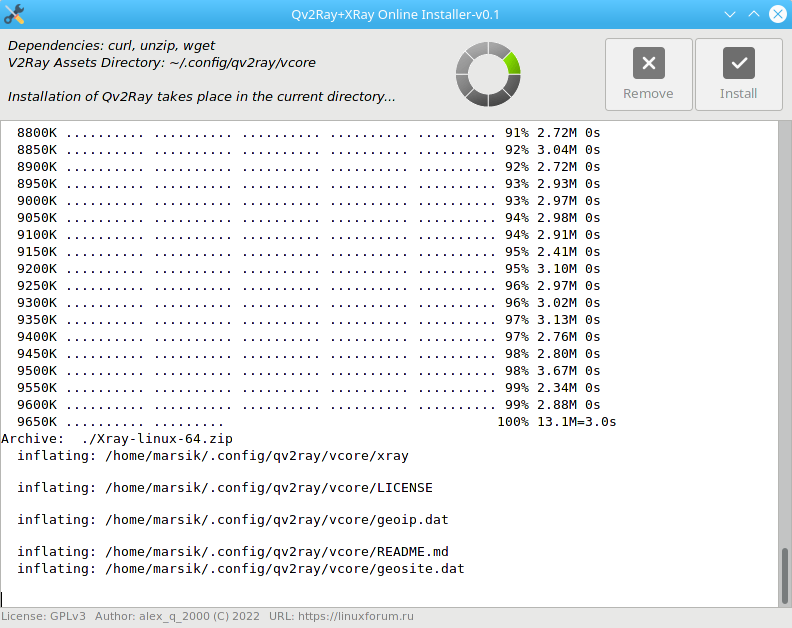 Qv2Ray+XRay Online Installer-v0.1
Dependencies: curl, unzip, wget
V2Ray Assets Directory: ~/.config/qv2ray/vcore
Installation of Qv2Ray takes place in the current directory...
Remove
Install
8800K .......... .......... .......... .......... .......... 91% 2.72M 0s
8850K .......... .......... .......... .......... .......... 92% 3.04M 0s
8900K .......... .......... .......... .......... .......... 92% 2.72M 0s
8950K .......... .......... .......... .......... .......... 93% 2.93M 0s
9000K .......... .......... .......... .......... .......... 93% 2.97M 0s
9050K .......... .......... .......... .......... .......... 94% 2.98M 0s
9100K .......... .......... .......... .......... .......... 94% 2.91M 0s
9150K .......... .......... .......... .......... .......... 95% 2.41M 0s
9200K .......... .......... .......... .......... .......... 95% 3.10M 0s
9250K .......... .......... .......... .......... .......... 96% 2.97M 0s
9300K .......... .......... .......... .......... .......... 96% 3.02M 0s
9350K .......... .......... .......... .......... .......... 97% 3.13M 0s
9400K .......... .......... .......... .......... .......... 97% 2.76M 0s
9450K .......... .......... .......... .......... .......... 98% 2.80M 0s
9500K .......... .......... .......... .......... .......... 98% 3.67M 0s
9550K .......... .......... .......... .......... .......... 99% 2.34M 0s
9600K .......... .......... .......... .......... .......... 99% 2.88M 0s
9650K .......... ......... 100% 13.1M=3.0s
Archive:  ./Xray-linux-64.zip
inflating: /home/marsik/.config/qv2ray/vcore/xray
inflating: /home/marsik/.config/qv2ray/vcore/LICENSE
inflating: /home/marsik/.config/qv2ray/vcore/geoip.dat
inflating: /home/marsik/.config/qv2ray/vcore/README.md
inflating: /home/marsik/.config/qv2ray/vcore/geosite.dat
License: GPLv3 Author: alex_q_2000 (C) 2022 URL: https://linuxforum.ru